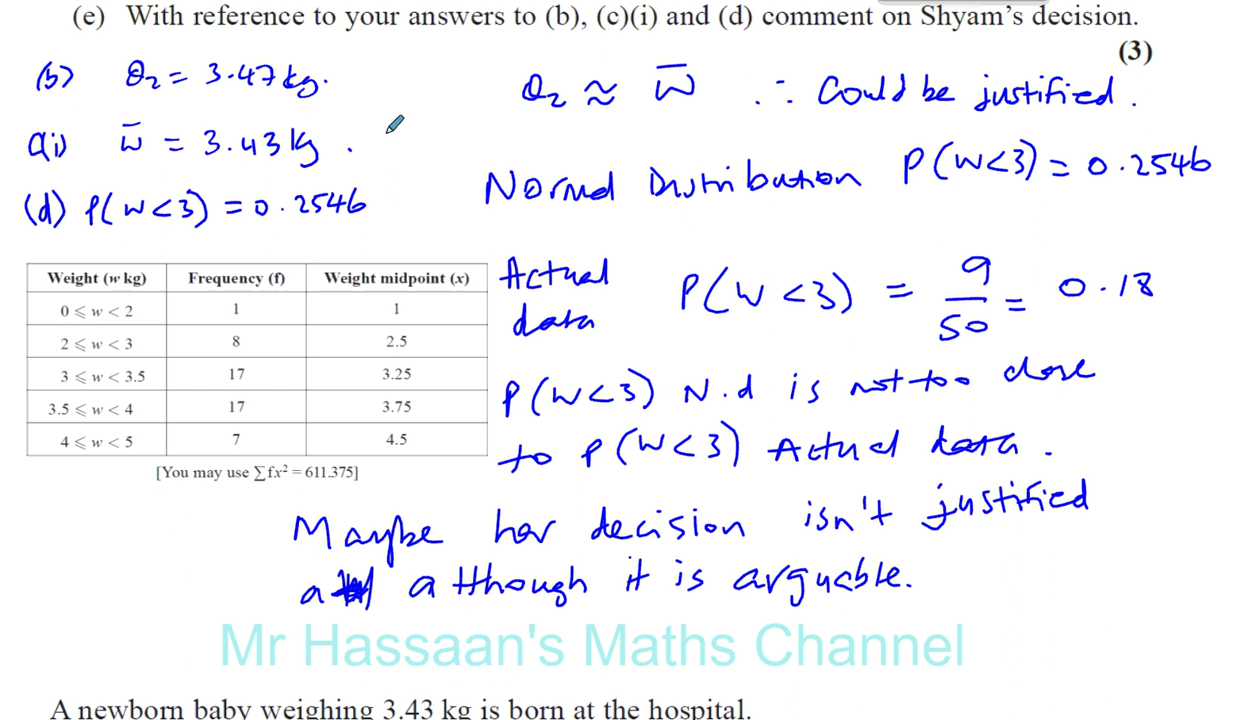 (e) With reference to your answers to (b), (c)(i) and (d) comment on Shyam's decision.
(3)
(b) Q₂ = 3.47kg.
c(i) w̅ = 3.43kg.
(d) P(W<3) = 0.2546
Q₂ ≈ w̅ ∴ Could be justified.
Normal Distribution P(W<3) = 0.2546
Weight (w kg) Frequency (f) Weight midpoint (x)
0 ⩽ w < 2 1 1
2 ⩽ w < 3 8 2.5
3 ⩽ w < 3.5 17 3.25
3.5 ⩽ w < 4 17 3.75
4 ⩽ w < 5 7 4.5
[You may use ∑fx² = 611.375]
Actual data P(W<3) = 9/50 = 0.18
P(W<3) N.d is not too close
to P(W<3) Actual data.
Maybe her decision isn't justified
although it is arguable.
Mr Hassaan's Maths Channel
A newborn baby weighing 3.43 kg is born at the hospital.